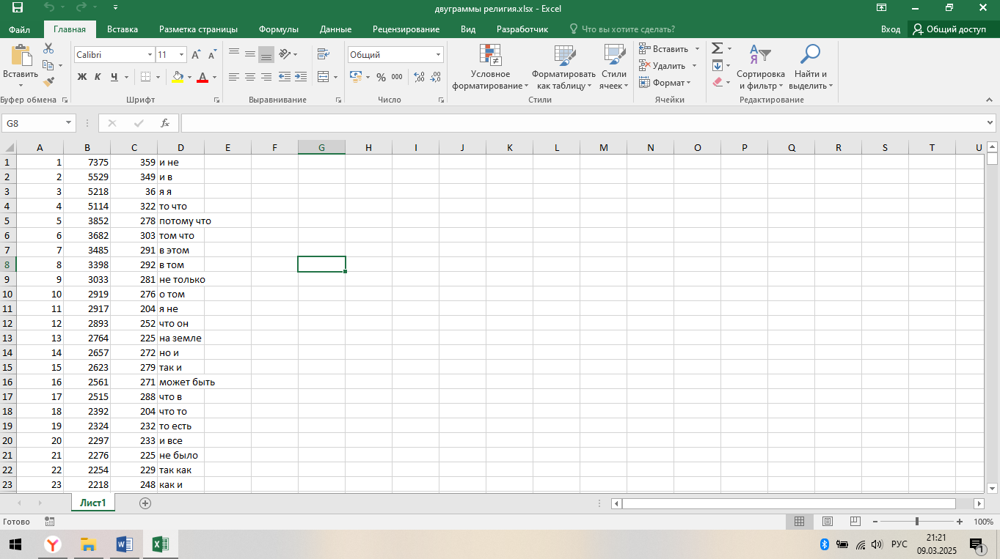 двуграммы религия.xlsx - Excel
Файл Главная Вставка Разметка страницы Формулы Данные Рецензирование Вид Разработчик Что вы хотите сделать? Вход Общий доступ
Вставить
Буфер обмена
Calibri 11
Ж К Ч
Шрифт
Выравнивание
Общий
% 000 ,00 ,00
Число
Условное форматирование
Форматировать как таблицу
Стили ячеек
Стили
Вставить
Удалить
Формат
Ячейки
Сортировка и фильтр
Найти и выделить
Редактирование
G8 fx
A B C D E F G H I J K L M N O P Q R S T U
1 1 7375 359 и не
2 2 5529 349 и в
3 3 5218 36 я я
4 4 5114 322 то что
5 5 3852 278 потому что
6 6 3682 303 том что
7 7 3485 291 в этом
8 8 3398 292 в том
9 9 3033 281 не только
10 10 2919 276 о том
11 11 2917 204 я не
12 12 2893 252 что он
13 13 2764 225 на земле
14 14 2657 272 но и
15 15 2623 279 так и
16 16 2561 271 может быть
17 17 2515 288 что в
18 18 2392 204 что то
19 19 2324 232 то есть
20 20 2297 233 и все
21 21 2276 225 не было
22 22 2254 229 так как
23 23 2218 248 как и
Лист1
Готово 100%
РУС 21:21
09.03.2025 1